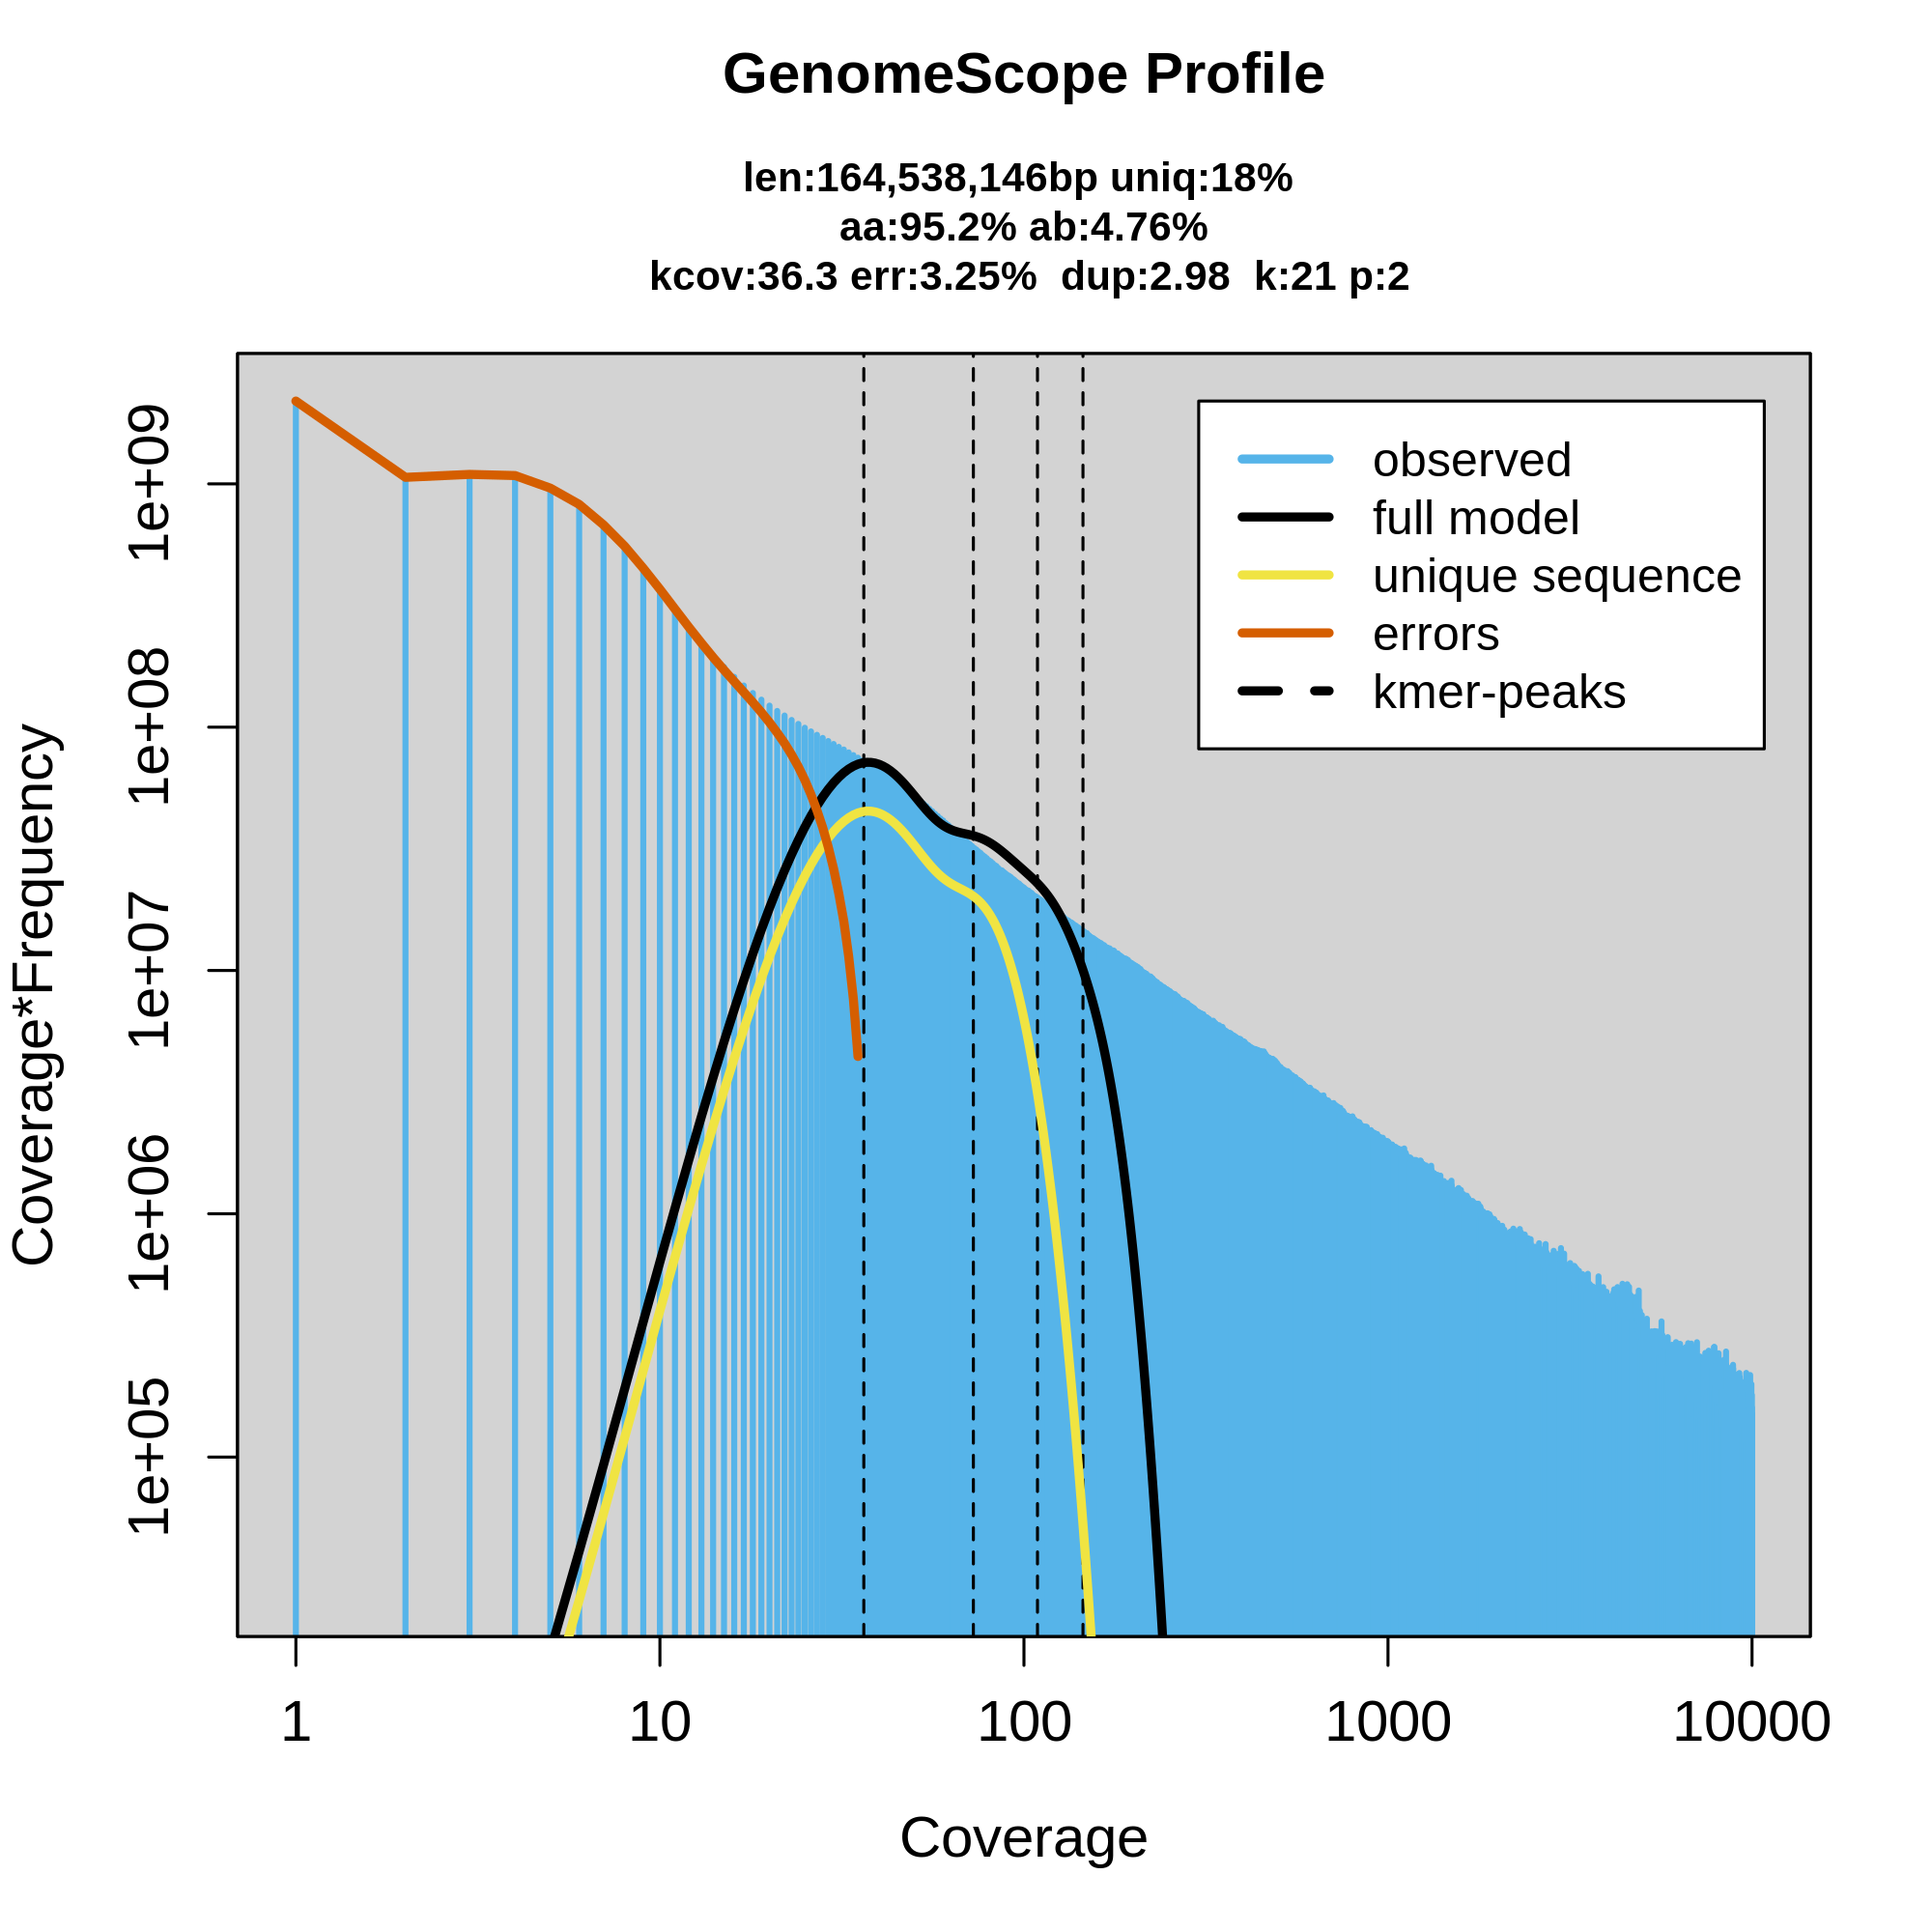 GenomeScope Profile
len:164,538,146bp uniq:18%
aa:95.2% ab:4.76%
kcov:36.3 err:3.25%  dup:2.98  k:21 p:2
observed
full model
unique sequence
errors
kmer-peaks
Coverage*Frequency
1e+09
1e+08
1e+07
1e+06
1e+05
1 10 100 1000 10000
Coverage